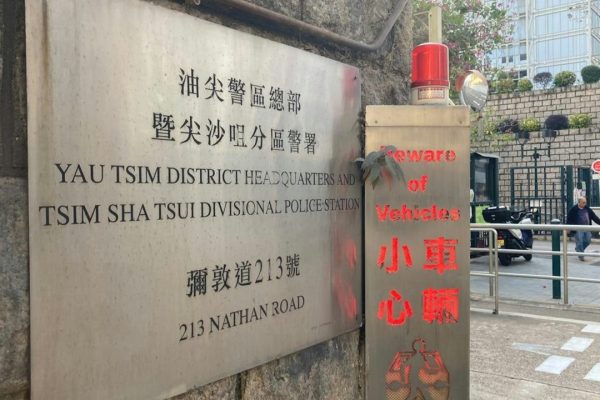 油尖警區總部
暨尖沙咀分區警署
YAU TSIM DISTRICT HEADQUARTERS AND
TSIM SHA TSUI DIVISIONAL POLICE STATION
彌敦道213號
213 NATHAN ROAD
Beware
of
Vehicles
小車
心輛